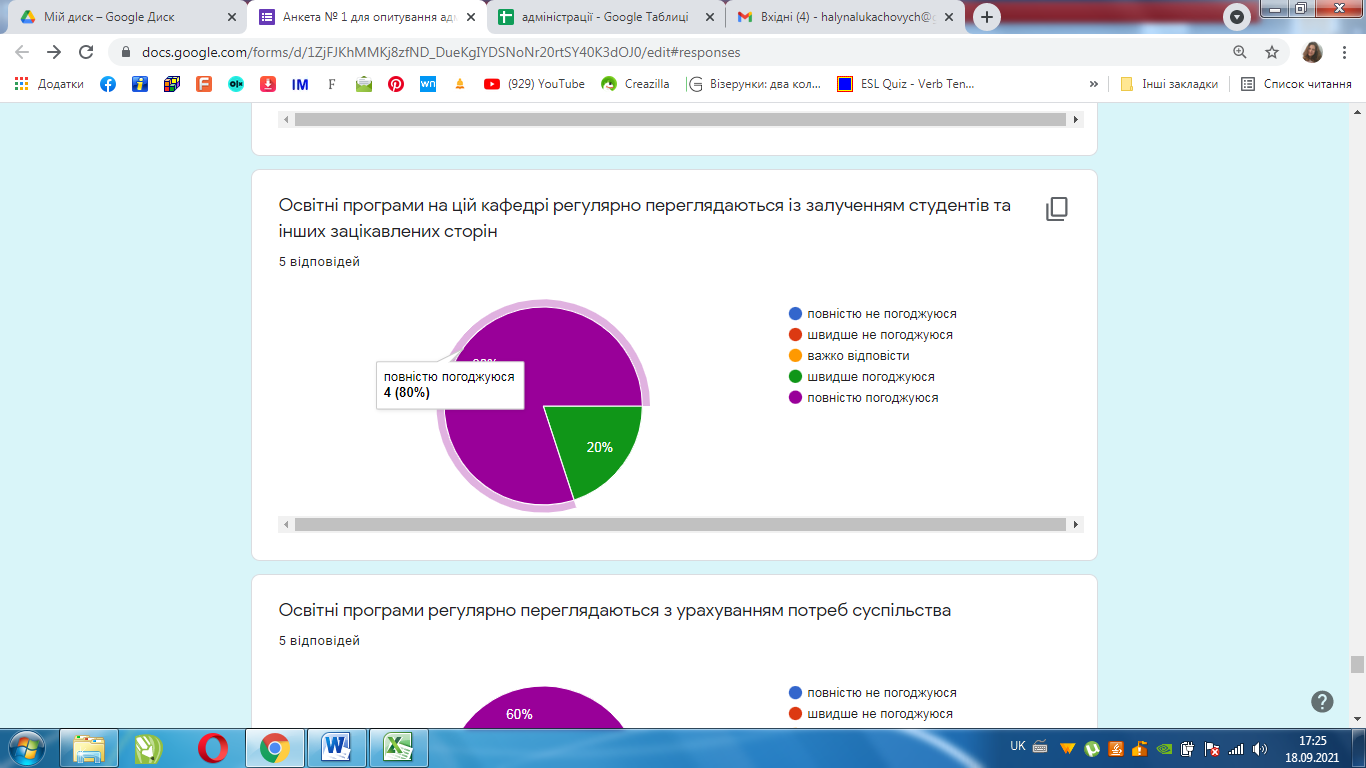 Мій диск – Google Диск
Анкета № 1 для опитування адм
адміністрації - Google Таблиці
Вхідні (4) - halynalukachovych@g
docs.google.com/forms/d/1ZjFJKhMMKj8zfND_DueKgIYDSNoNr20rtSY40K3dOJ0/edit#responses
Додатки
IM
F
wn
(929) YouTube
Creazilla
Візерунки: два кол...
ESL Quiz - Verb Ten...
»
Інші закладки
Список читання
Освітні програми на цій кафедрі регулярно переглядаються із залученням студентів та
інших зацікавлених сторін
5 відповідей
повністю погоджуюся
4 (80%)
20%
повністю не погоджуюся
швидше не погоджуюся
важко відповісти
швидше погоджуюся
повністю погоджуюся
Освітні програми регулярно переглядаються з урахуванням потреб суспільства
5 відповідей
60%
повністю не погоджуюся
швидше не погоджуюся
UK
17:25
18.09.2021